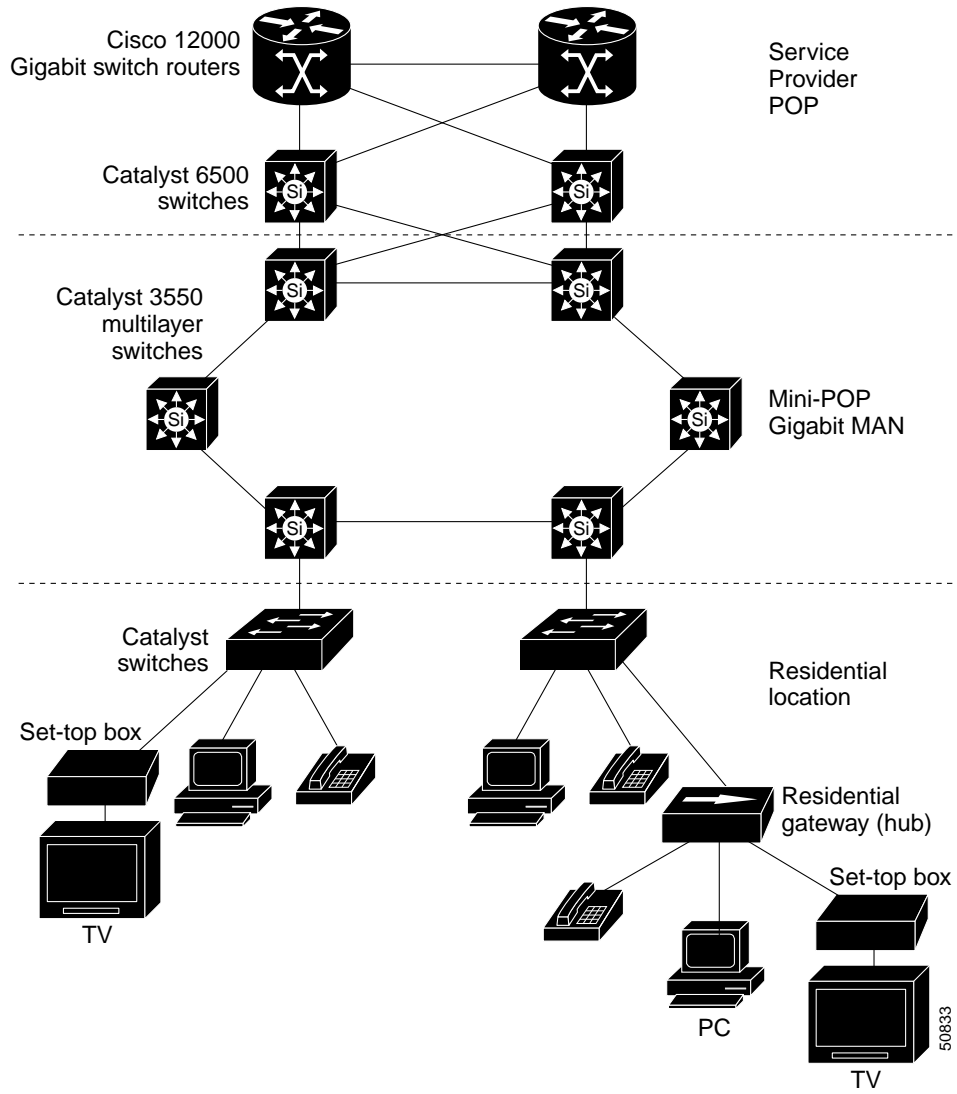 Cisco 12000
Gigabit switch routers
Service
Provider
POP
Catalyst 6500
switches
Si
Si
Si
Si
Catalyst 3550
multilayer
switches
Si
Si
Mini-POP
Gigabit MAN
Si
Si
Catalyst
switches
Residential
location
Set-top box
Residential
gateway (hub)
Set-top box
TV
PC
TV
50833